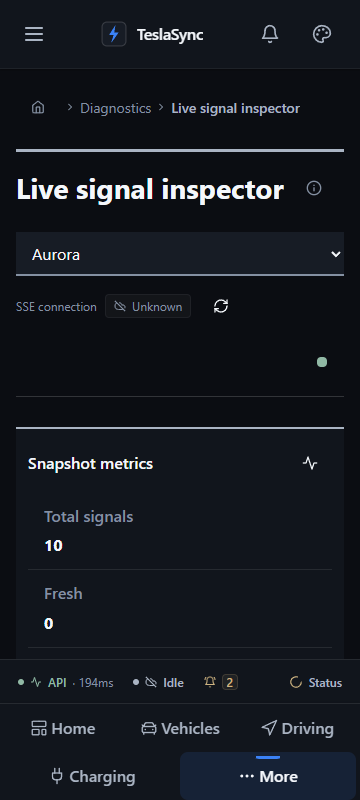 TeslaSync
Diagnostics Live signal inspector
Live signal inspector
Aurora
SSE connection Unknown
Snapshot metrics
Total signals
10
Fresh
0
API · 194ms Idle 2 Status
Home Vehicles Driving
Charging More